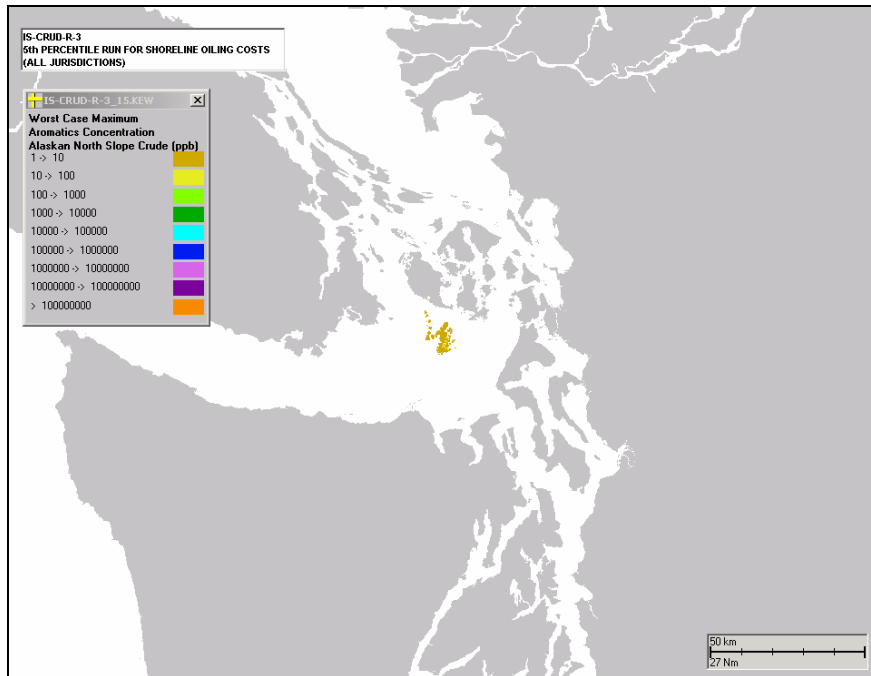 IS-CRUD-R-3
5th PERCENTILE RUN FOR SHORELINE OILING COSTS
(ALL JURISDICTIONS)
IS-CRUD-R-3_15.KEW
Worst Case Maximum
Aromatics Concentration
Alaskan North Slope Crude (ppb)
1 -> 10
10 -> 100
100 -> 1000
1000 -> 10000
10000 -> 100000
100000 -> 1000000
1000000 -> 10000000
10000000 -> 100000000
> 100000000
50 km
27 Nm